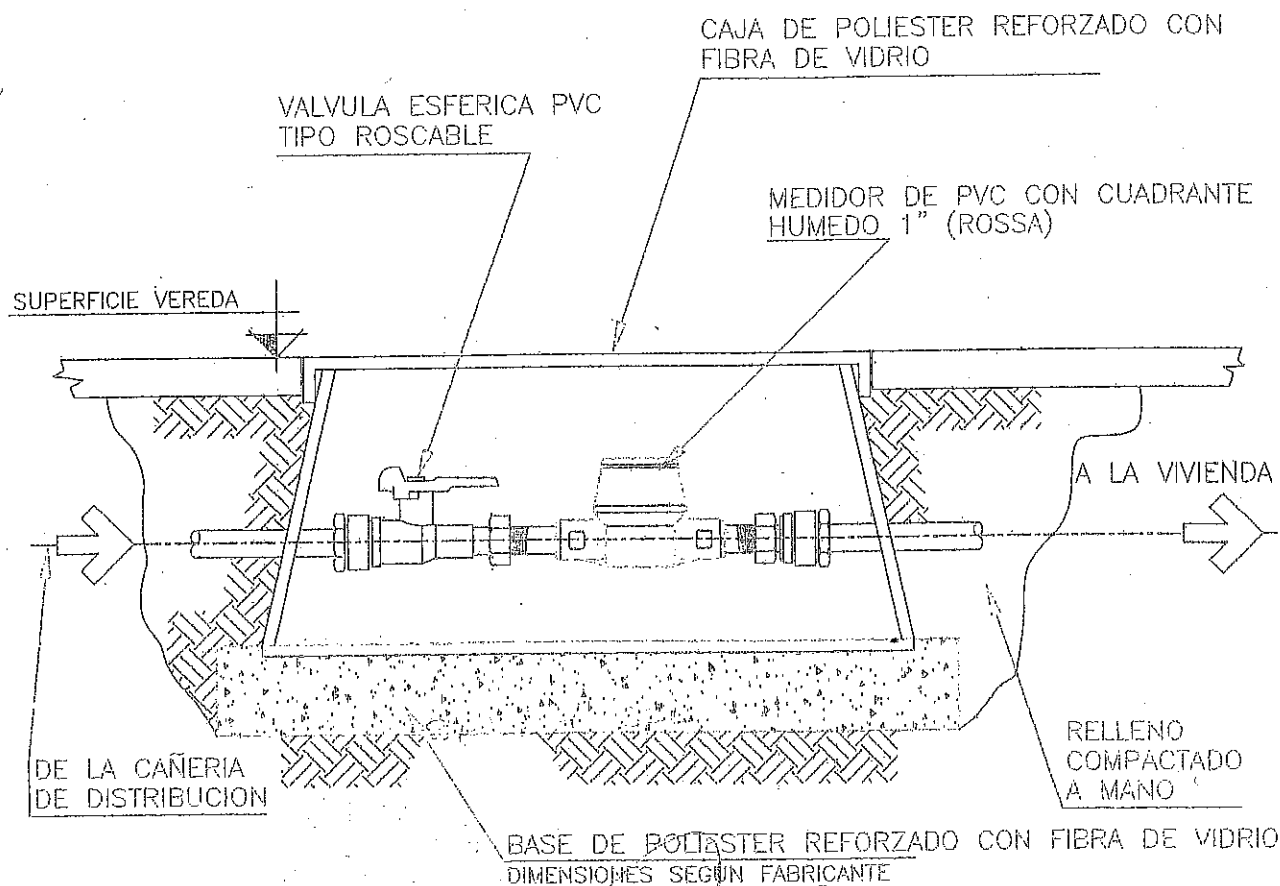 CAJA DE POLIESTER REFORZADO CON
FIBRA DE VIDRIO
VALVULA ESFERICA PVC
TIPO ROSCABLE
MEDIDOR DE PVC CON CUADRANTE
HUMEDO 1" (ROSSA)
SUPERFICIE VEREDA
A LA VIVIENDA
DE LA CAÑERIA
DE DISTRIBUCION
RELLENO
COMPACTADO
A MANO
BASE DE POLIESTER REFORZADO CON FIBRA DE VIDRIO
DIMENSIONES SEGUN FABRICANTE